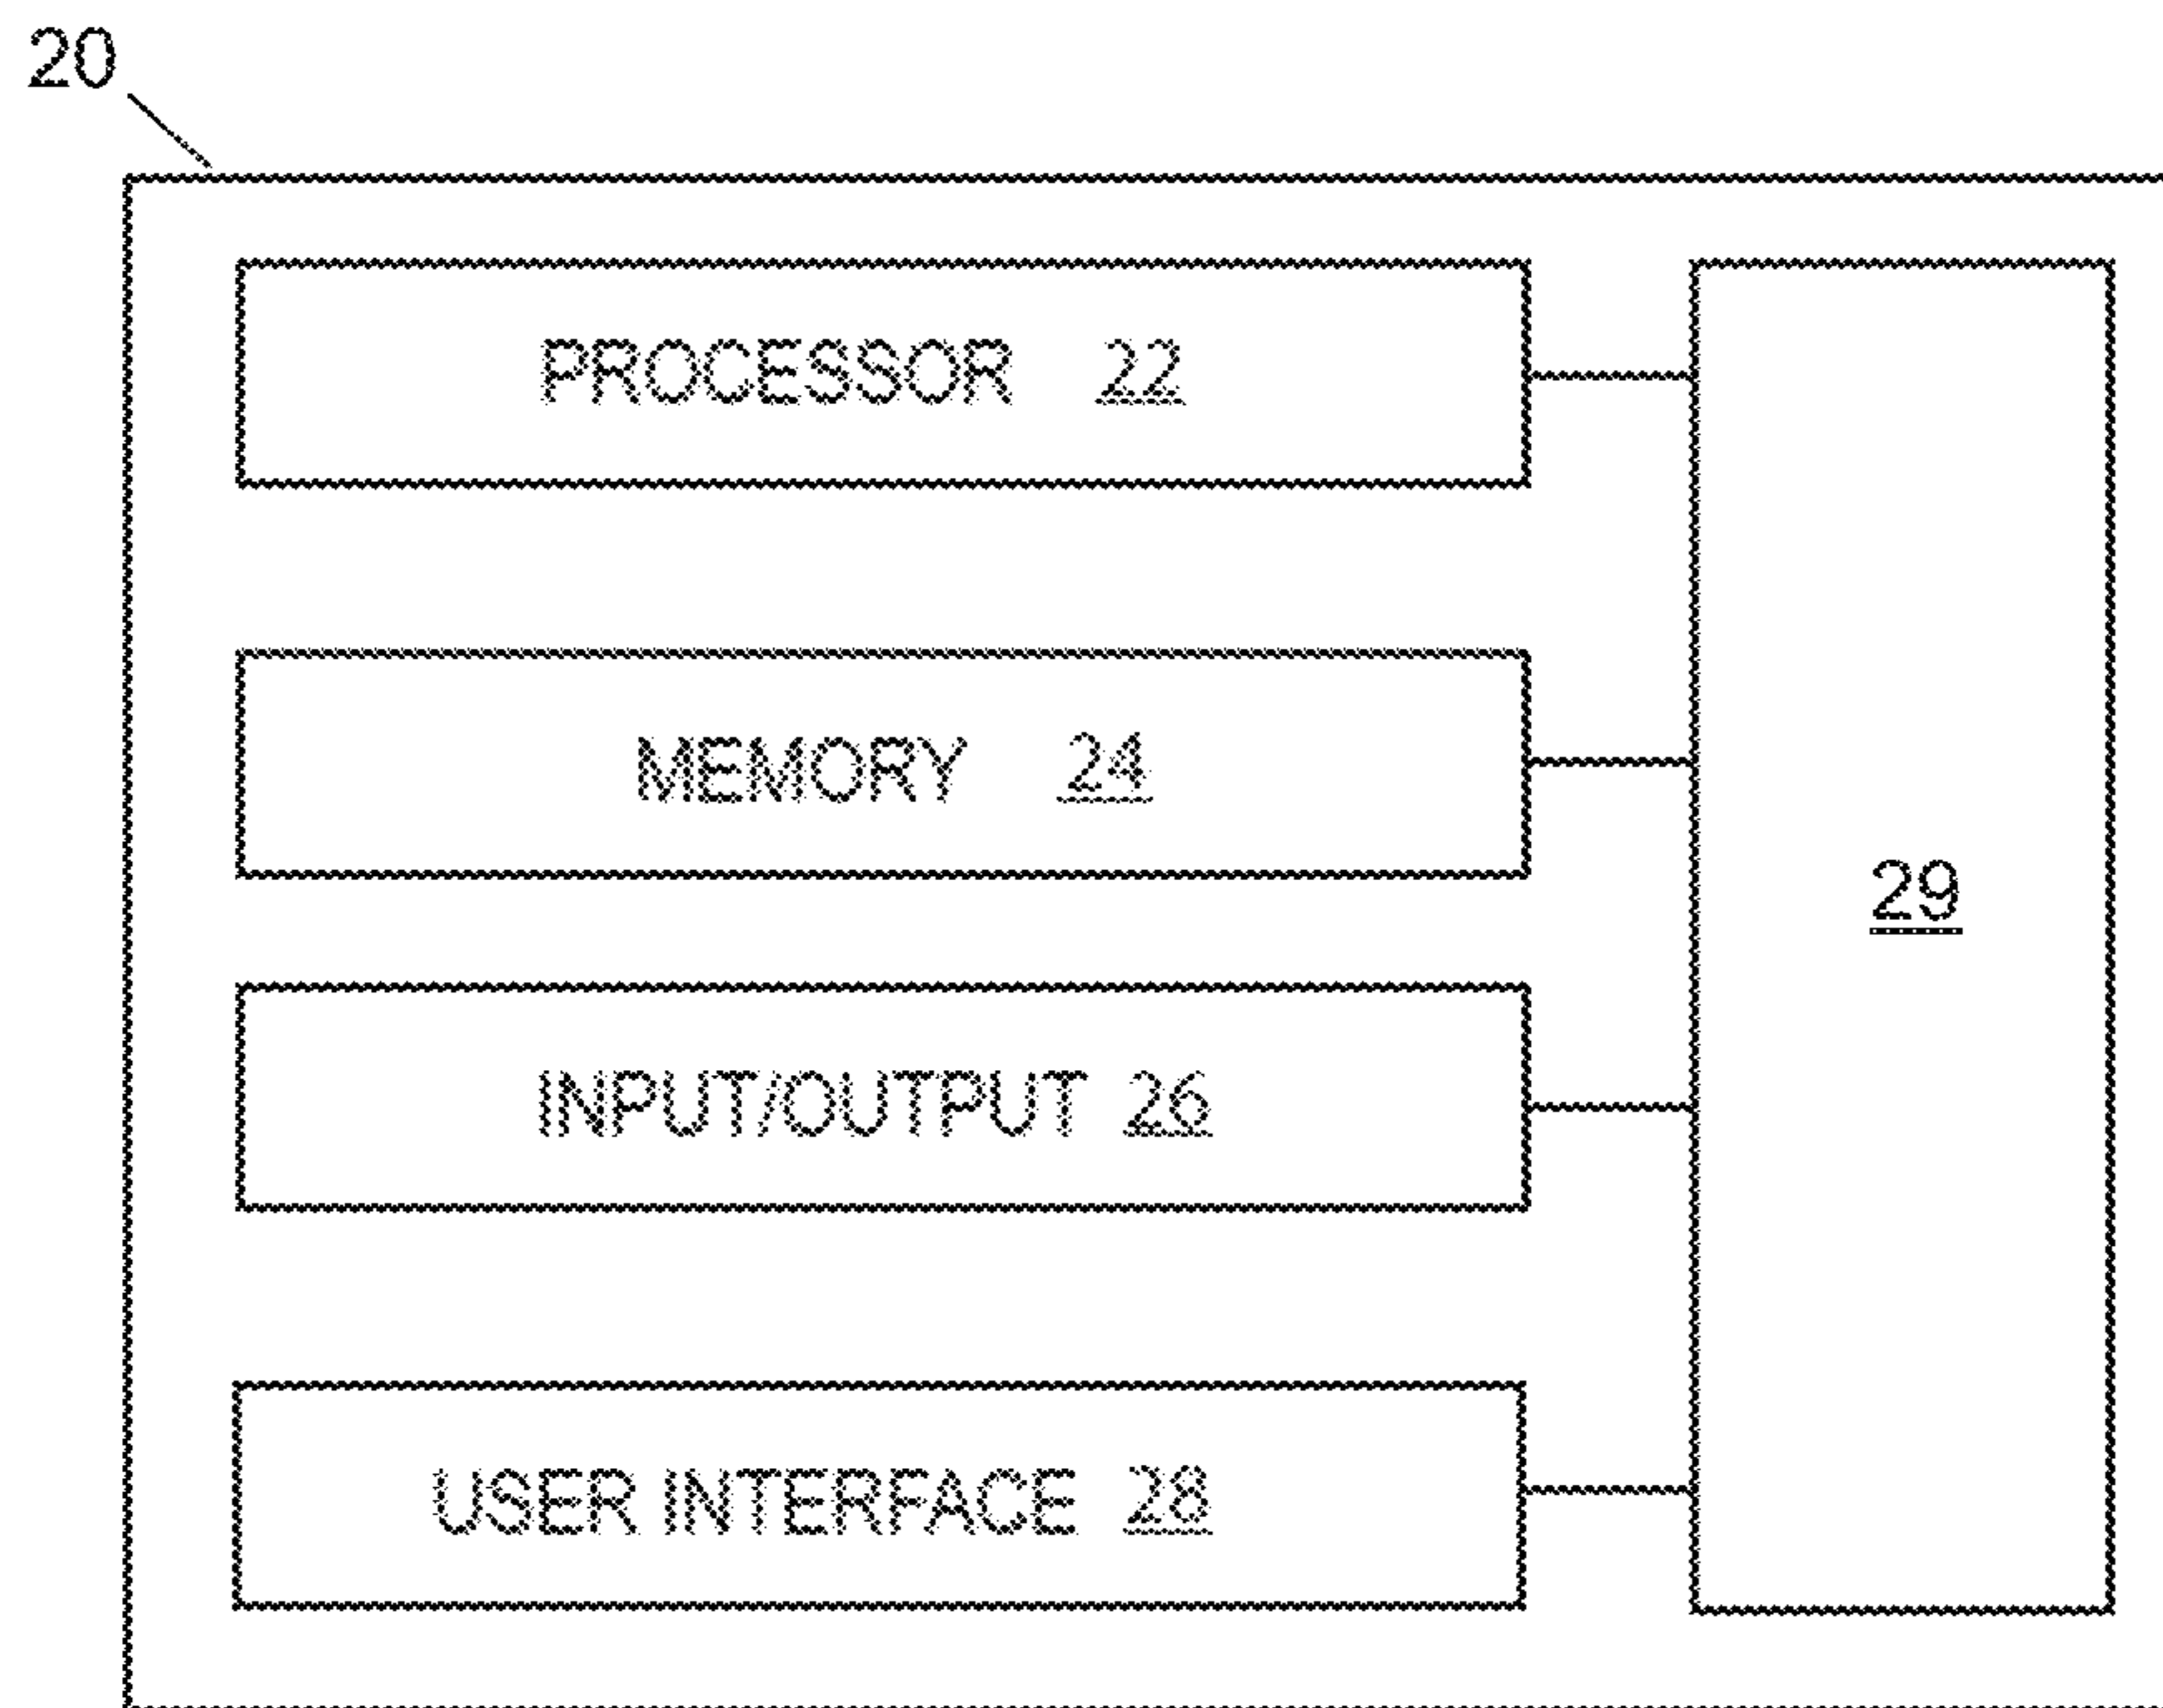 20
PROCESSOR 22
MEMORY 24
29
INPUT/OUTPUT 26
USER INTERFACE 28